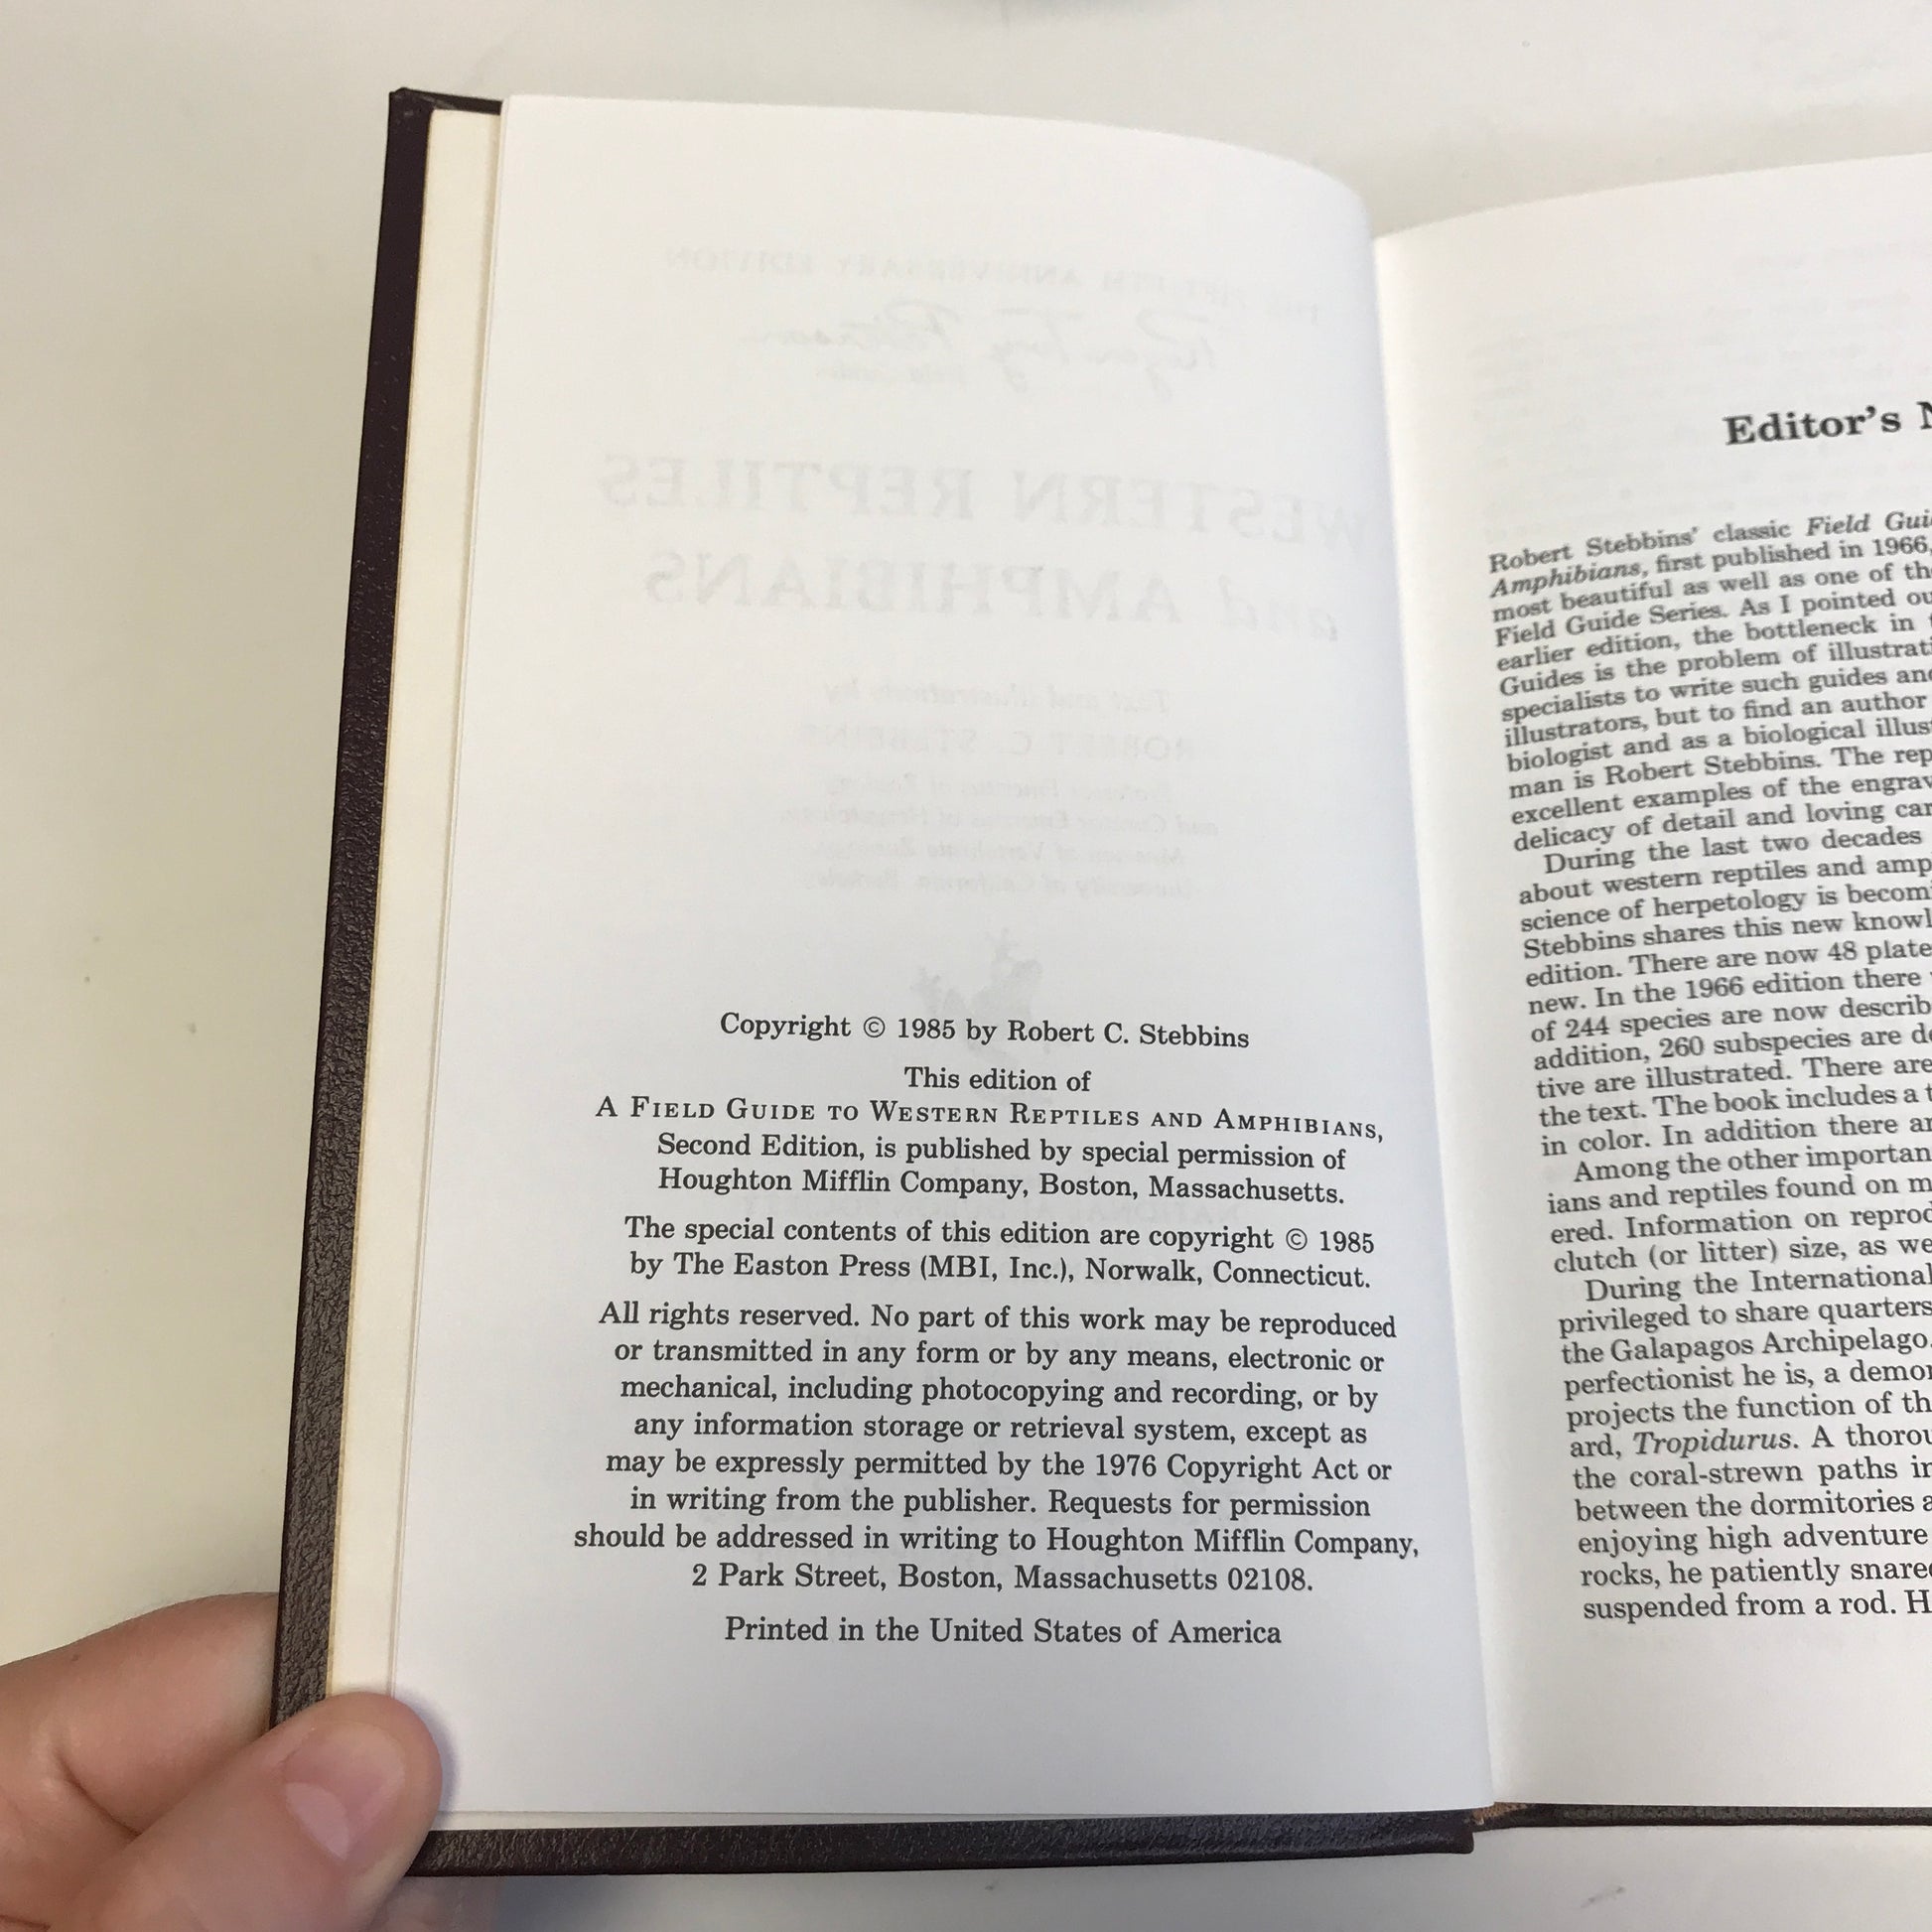 Copyright © 1985 by Robert C. Stebbins
This edition of
A FIELD GUIDE TO WESTERN REPTILES AND AMPHIBIANS,
Second Edition, is published by special permission of
Houghton Mifflin Company, Boston, Massachusetts.
The special contents of this edition are copyright © 1985
by The Easton Press (MBI, Inc.), Norwalk, Connecticut.
All rights reserved. No part of this work may be reproduced
or transmitted in any form or by any means, electronic or
mechanical, including photocopying and recording, or by
any information storage or retrieval system, except as
may be expressly permitted by the 1976 Copyright Act or
in writing from the publisher. Requests for permission
should be addressed in writing to Houghton Mifflin Company,
2 Park Street, Boston, Massachusetts 02108.
Printed in the United States of America
Editor's
Robert Stebbins' classic Field
Amphibians, first published in 1966,
most beautiful as well as one of
Field Guide Series. As I pointed
earlier edition, the bottleneck in
Guides is the problem of
specialists to write such guides
illustrators, but to find an author
biologist and as a biological
man is Robert Stebbins. The
excellent examples of the
delicacy of detail and loving
During the last two decades
about western reptiles and
science of herpetology is
Stebbins shares this new
edition. There are now 48
new. In the 1966 edition there
of 244 species are now
addition, 260 subspecies are
tive are illustrated. There are
the text. The book includes a
in color. In addition there
Among the other
ians and reptiles found on
ered. Information on
clutch (or litter) size, as
During the International
privileged to share quarters
the Galapagos Archipelago.
perfectionist he is, a
projects the function of
ard, Tropidurus. A
the coral-strewn paths
between the dormitories
enjoying high adventure
rocks, he patiently
suspended from a rod.